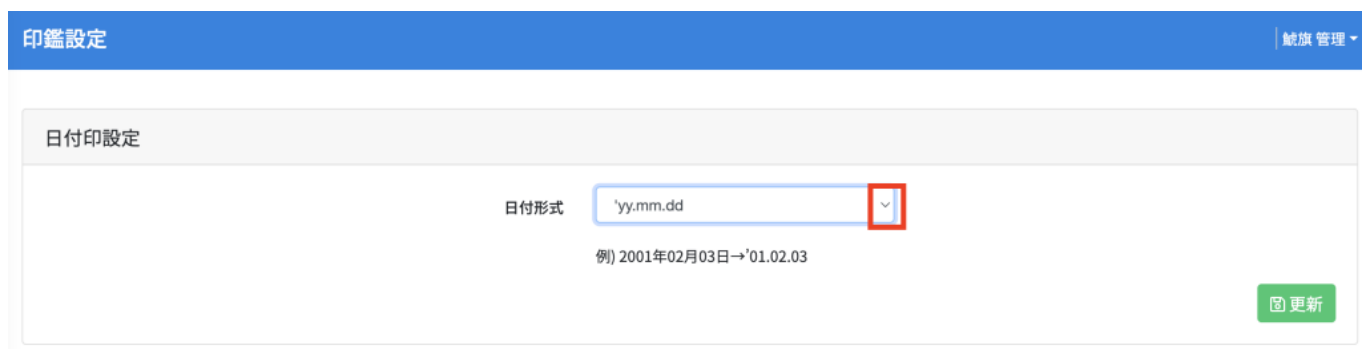 印鑑設定
鯱旗 管理
日付印設定
日付形式
'yy.mm.dd
例) 2001年02月03日→'01.02.03
更新